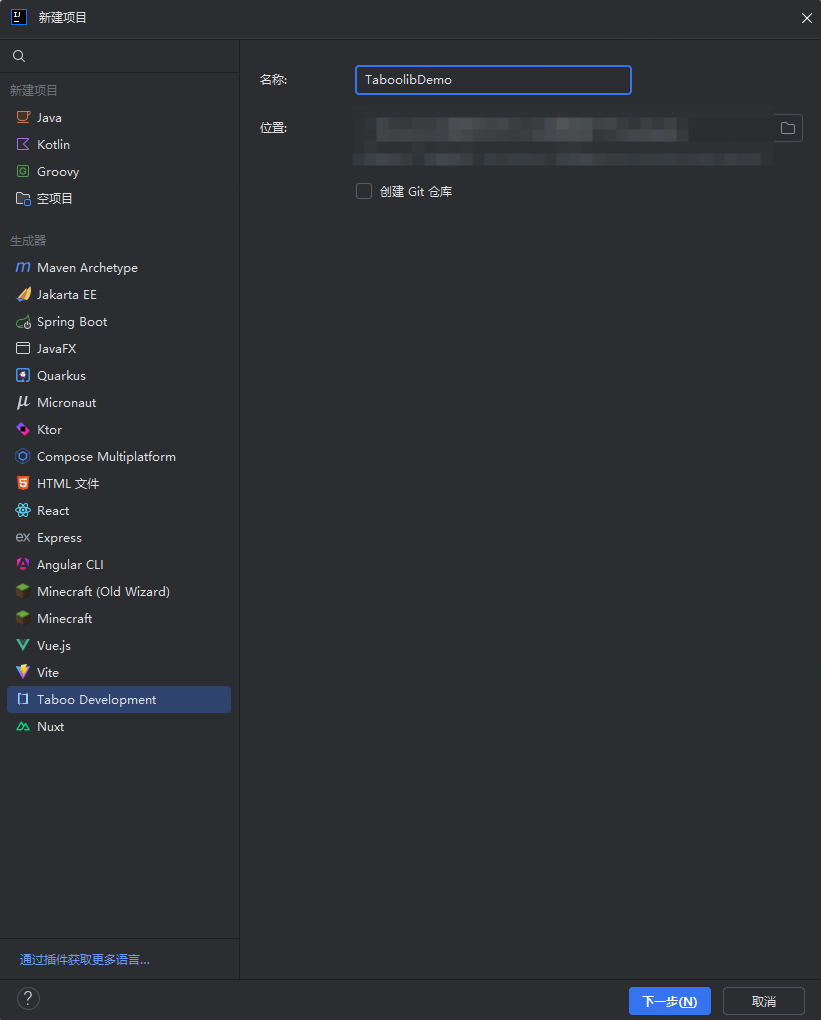 新建项目
新建项目
Java
Kotlin
Groovy
空项目
生成器
Maven Archetype
Jakarta EE
Spring Boot
JavaFX
Quarkus
Micronaut
Ktor
Compose Multiplatform
HTML 文件
React
Express
Angular CLI
Minecraft (Old Wizard)
Minecraft
Vue.js
Vite
Taboo Development
Nuxt
通过插件获取更多语言...
名称:
TaboolibDemo
位置:
创建 Git 仓库
?
下一步(N)
取消